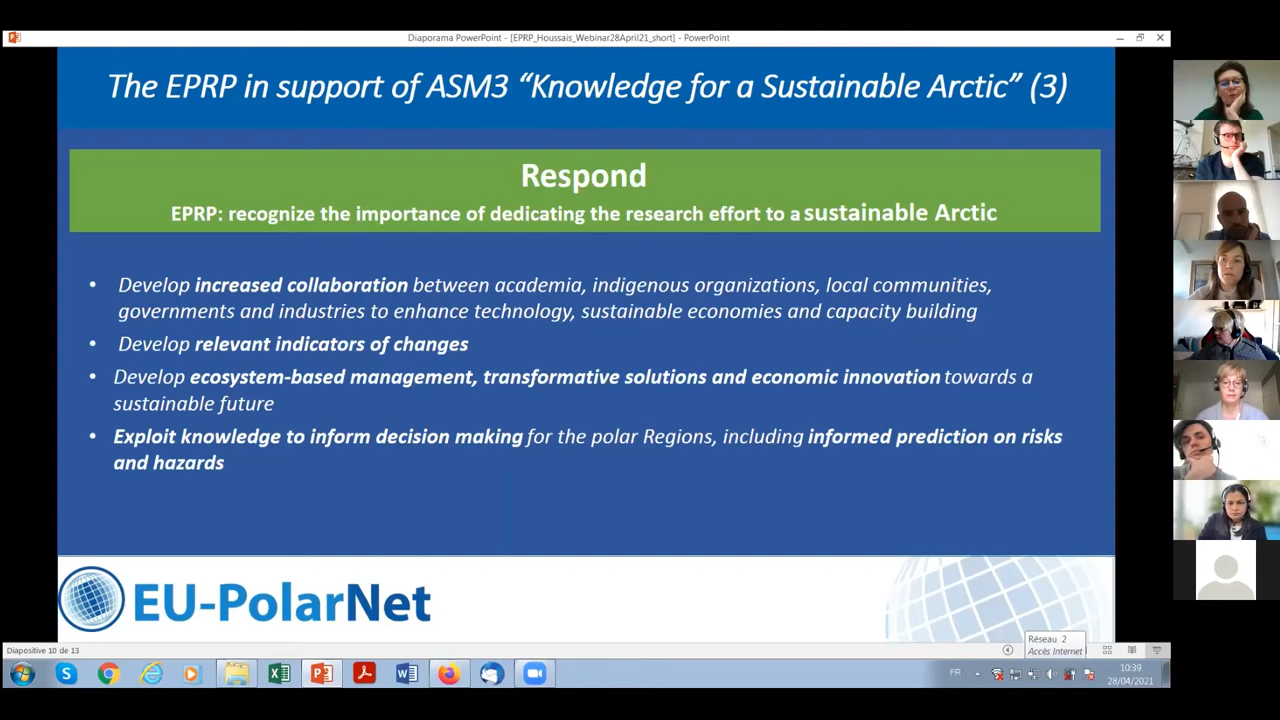 Diaporama PowerPoint - [EPRP_Houssais_Webinar28April21_short] - PowerPoint
The EPRP in support of ASM3 “Knowledge for a Sustainable Arctic” (3)
Respond
EPRP: recognize the importance of dedicating the research effort to a sustainable Arctic
• Develop increased collaboration between academia, indigenous organizations, local communities,
governments and industries to enhance technology, sustainable economies and capacity building
• Develop relevant indicators of changes
• Develop ecosystem-based management, transformative solutions and economic innovation towards a
sustainable future
• Exploit knowledge to inform decision making for the polar Regions, including informed prediction on risks
and hazards
EU-PolarNet
Réseau 2
Accès Internet
Diapositive 10 de 13
FR
10:39
28/04/2021